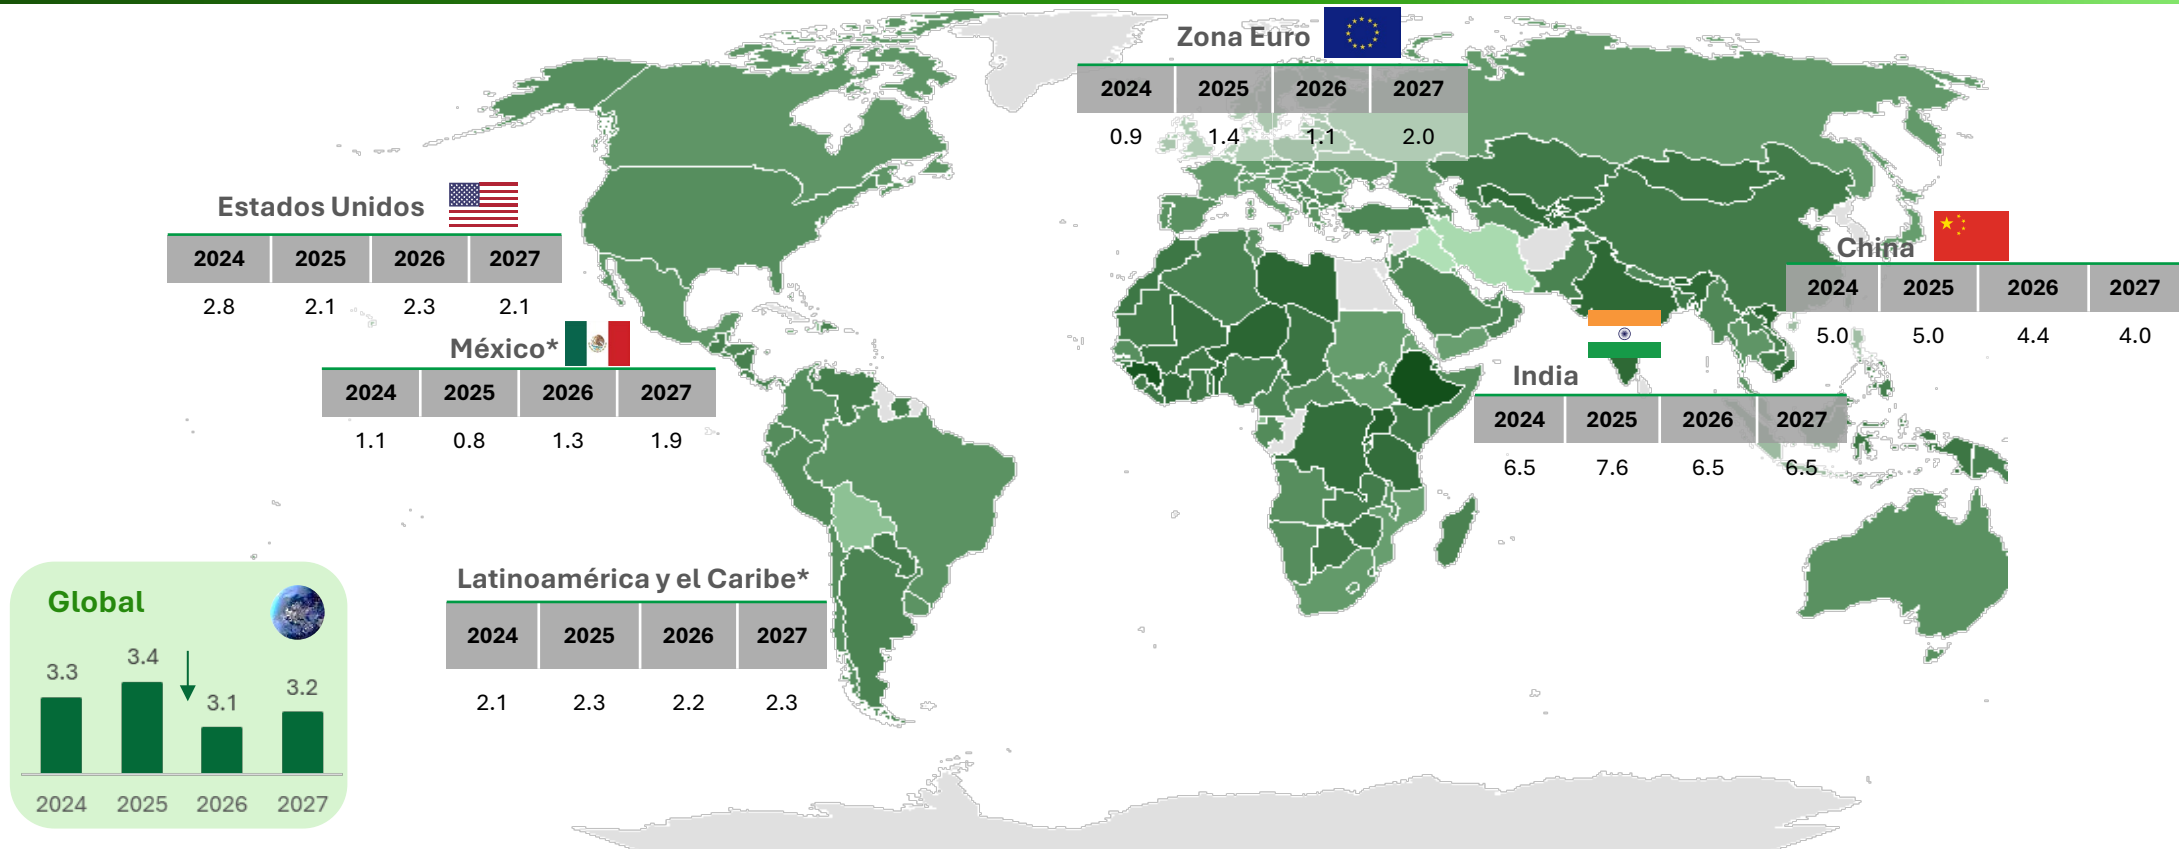 Zona Euro
2024 2025 2026 2027
0.9 1.4 1.1 2.0
Estados Unidos
2024 2025 2026 2027
2.8 2.1 2.3 2.1
China
2024 2025 2026 2027
5.0 5.0 4.4 4.0
México*
2024 2025 2026 2027
1.1 0.8 1.3 1.9
India
2024 2025 2026 2027
6.5 7.6 6.5 6.5
Latinoamérica y el Caribe*
2024 2025 2026 2027
2.1 2.3 2.2 2.3
Global
3.3 3.4 3.1 3.2
2024 2025 2026 2027